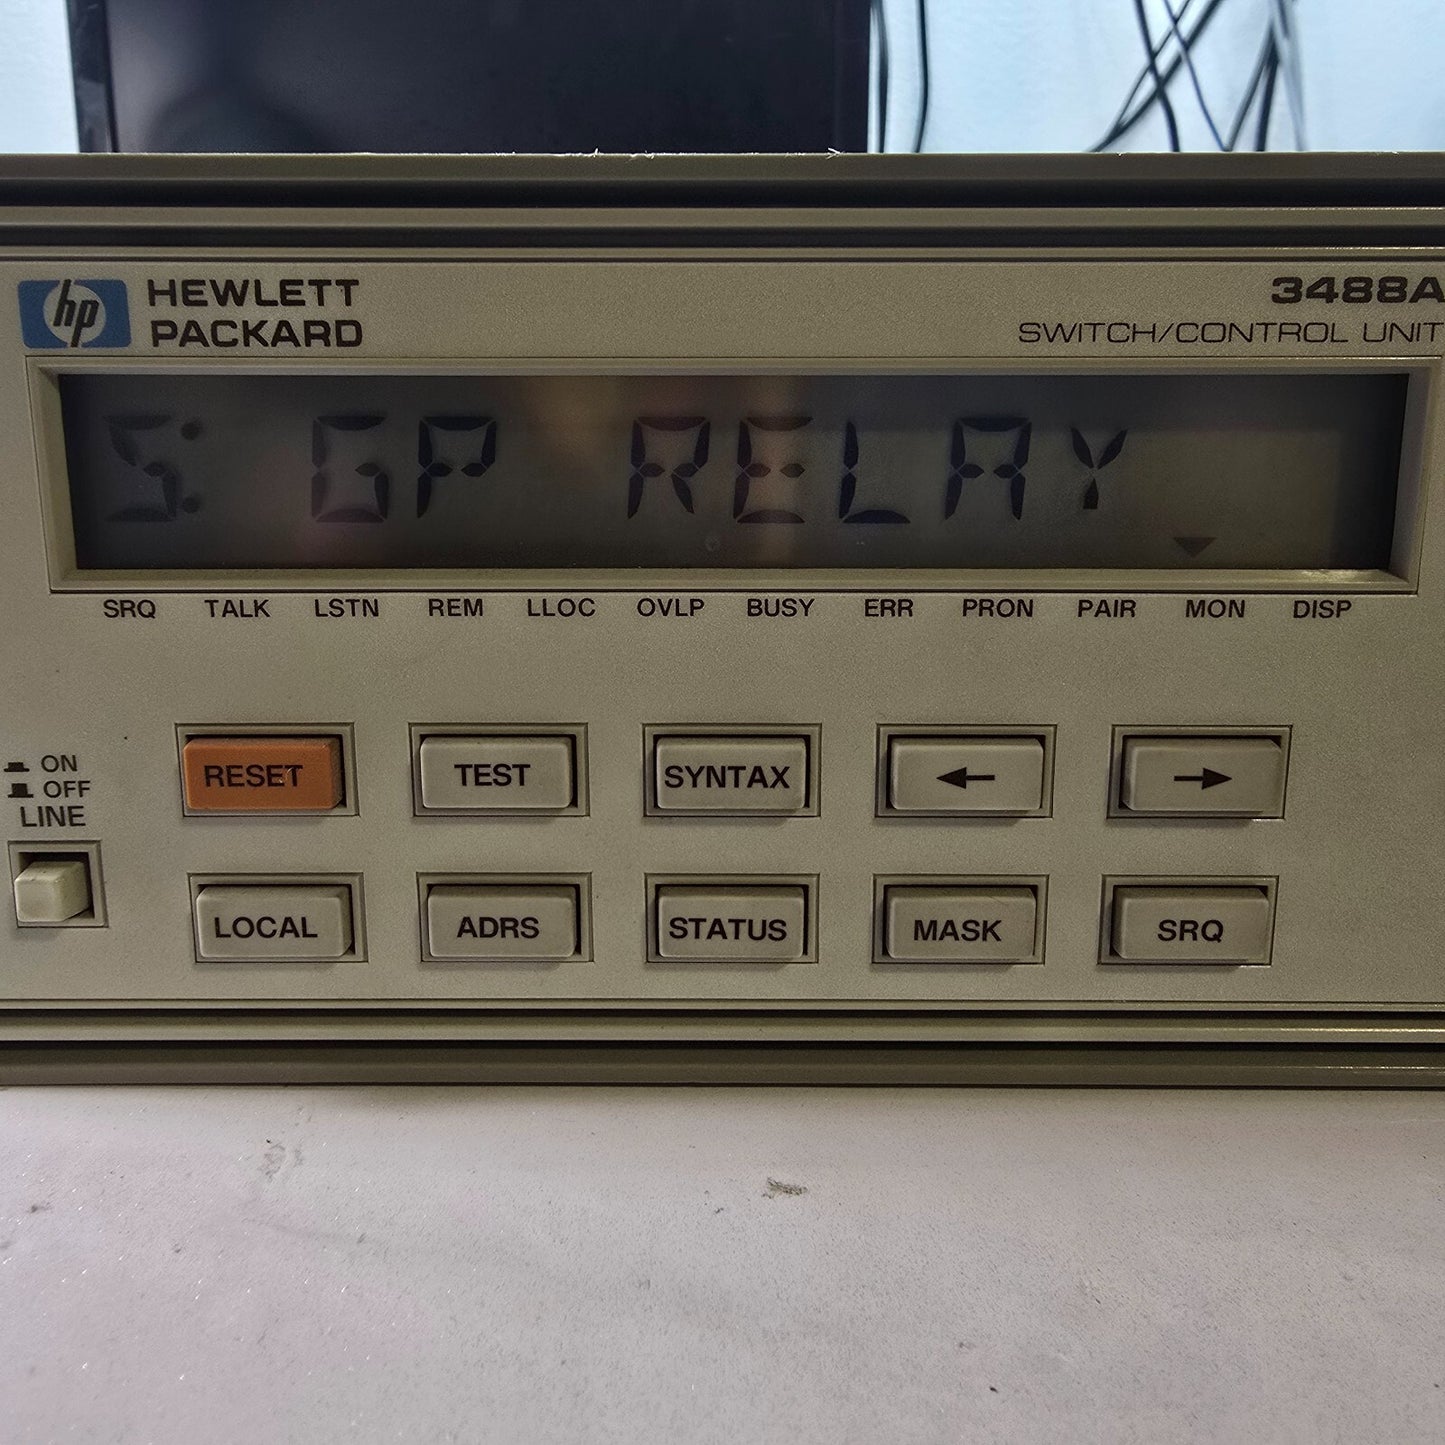 hp HEWLETT
PACKARD
3488A
SWITCH/CONTROL UNIT
5: GP RELAY
SRQ TALK LSTN REM LLOC OVLP BUSY ERR PRON PAIR MON DISP
ON
OFF
LINE
RESET TEST SYNTAX ← →
LOCAL ADRS STATUS MASK SRQ